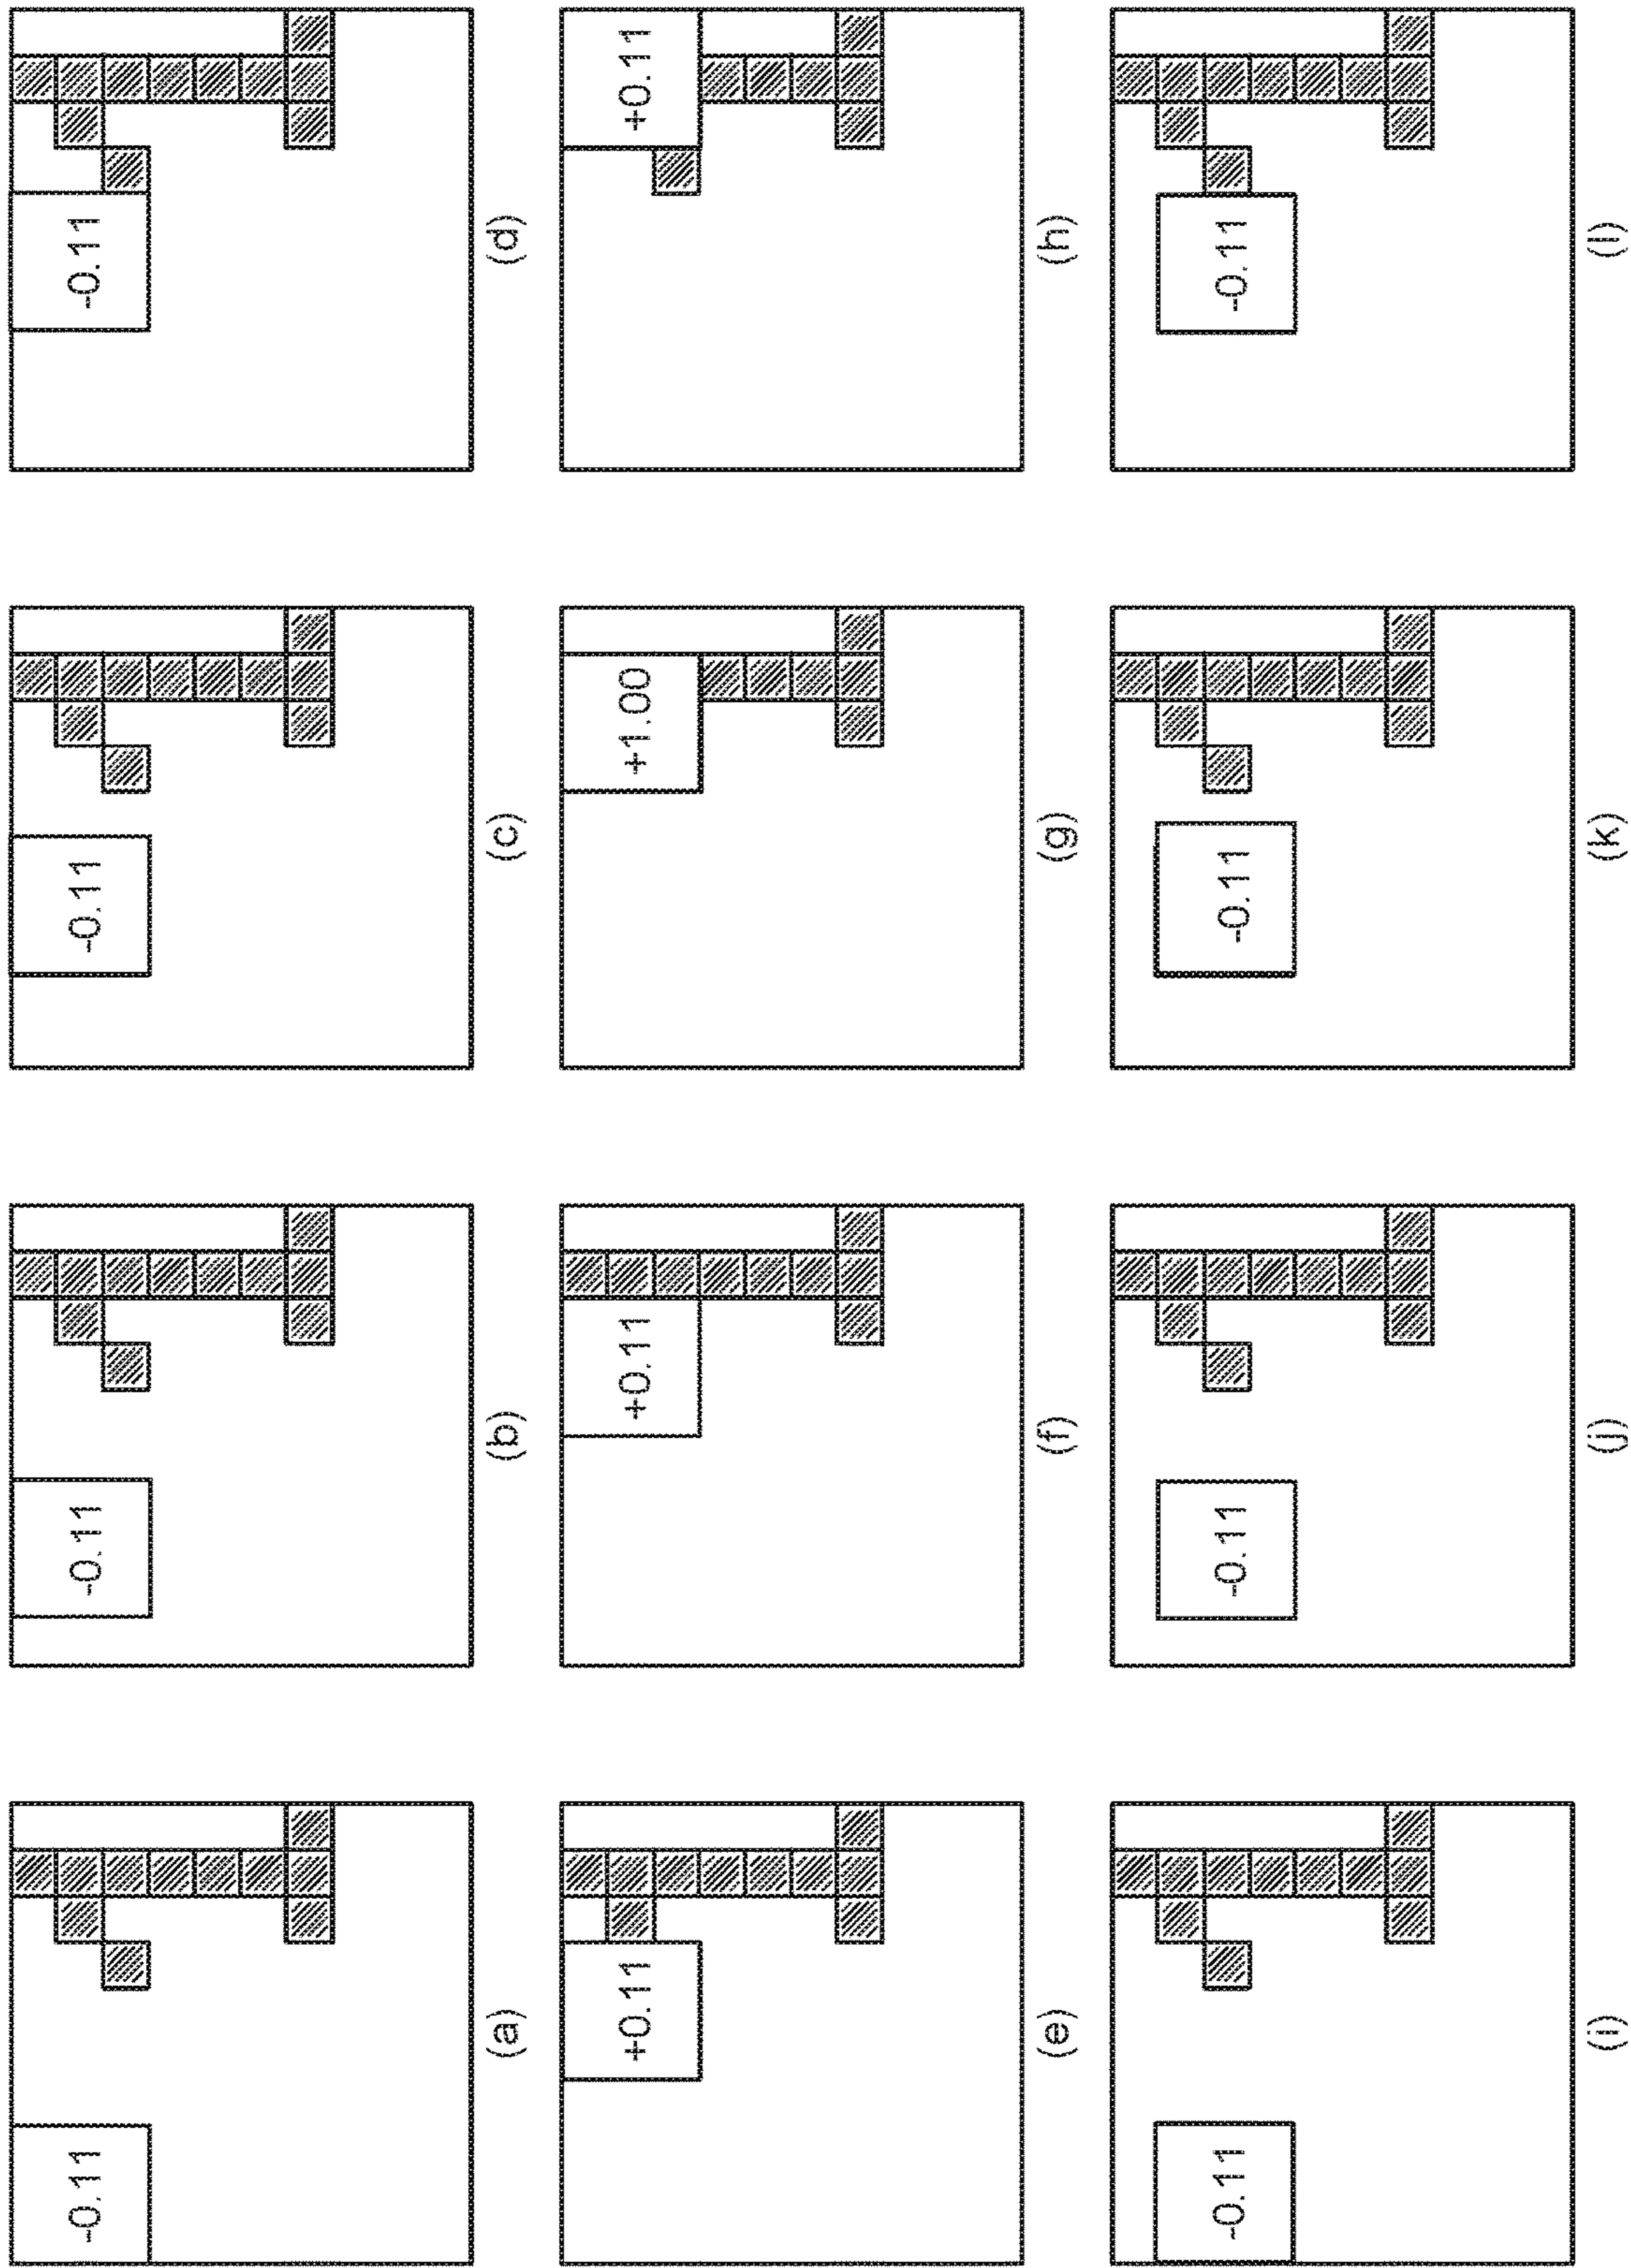 -0.11
-0.11
-0.11
-0.11
(a)
(b)
(c)
(d)
+0.11
+0.11
+1.00
+0.11
(e)
(f)
(g)
(h)
-0.11
-0.11
-0.11
-0.11
(i)
(j)
(k)
(l)